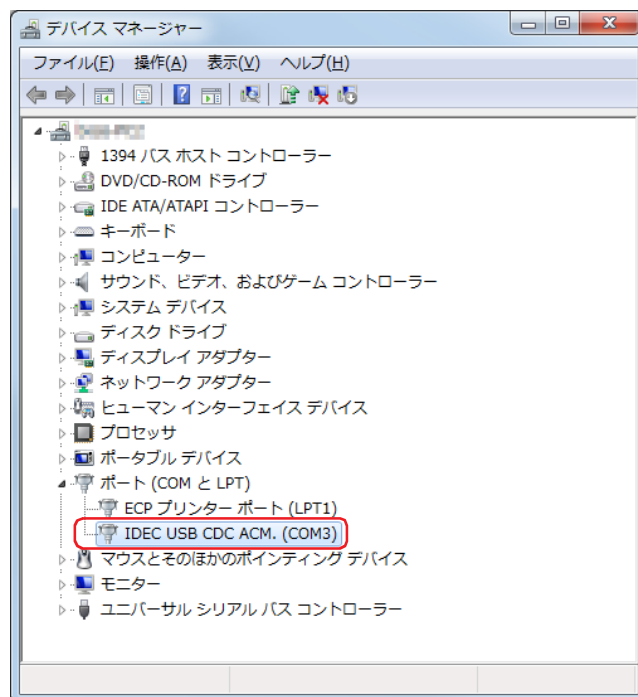 デバイス マネージャー
ファイル(F) 操作(A) 表示(V) ヘルプ(H)
1394 バス ホスト コントローラー
DVD/CD-ROM ドライブ
IDE ATA/ATAPI コントローラー
キーボード
コンピューター
サウンド、ビデオ、およびゲーム コントローラー
システム デバイス
ディスク ドライブ
ディスプレイ アダプター
ネットワーク アダプター
ヒューマン インターフェイス デバイス
プロセッサ
ポータブル デバイス
ポート (COM と LPT)
ECP プリンター ポート (LPT1)
IDEC USB CDC ACM. (COM3)
マウスとそのほかのポインティング デバイス
モニター
ユニバーサル シリアル バス コントローラー